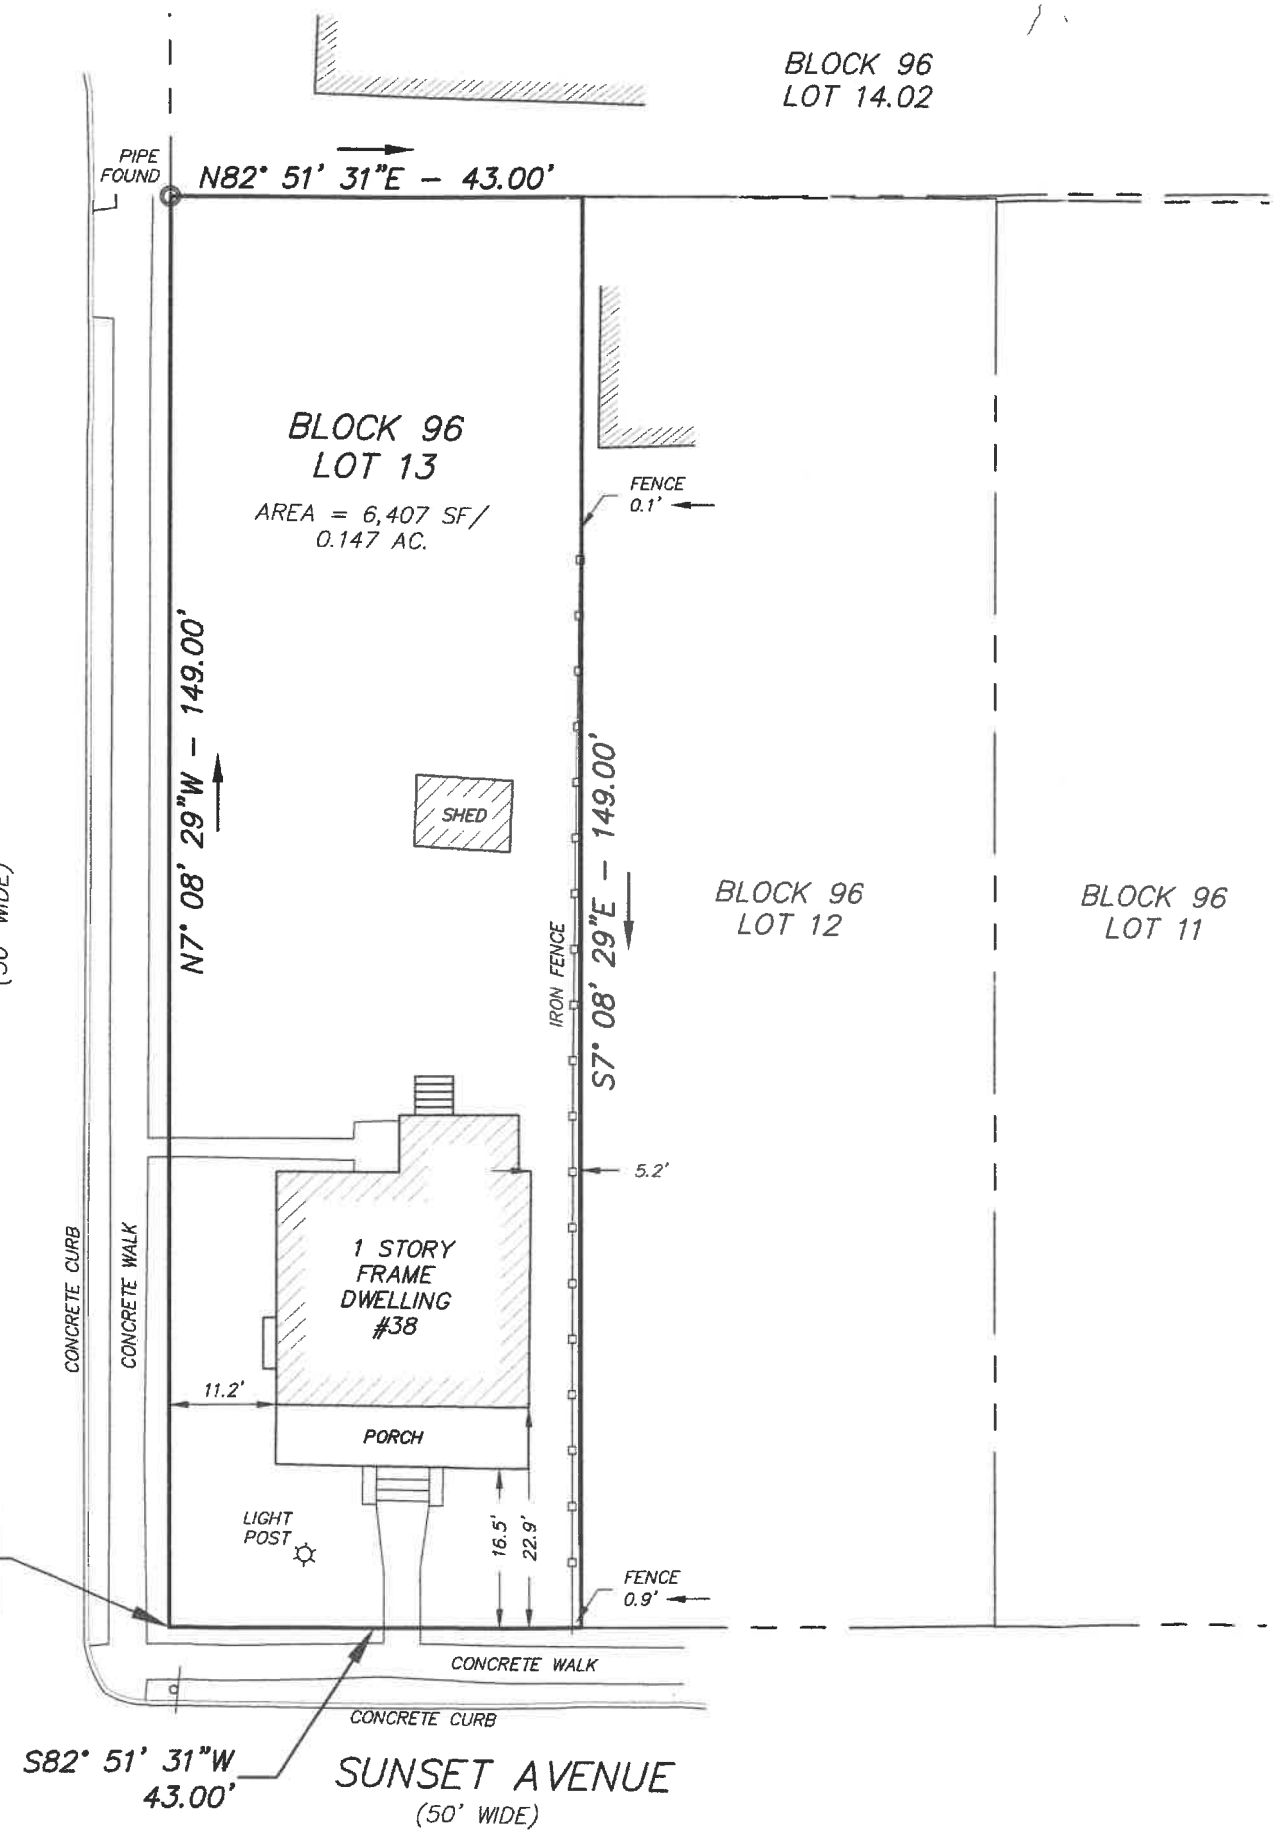 BLOCK 96
LOT 14.02
PIPE
FOUND
N82° 51' 31"E - 43.00'
BLOCK 96
LOT 13
AREA = 6,407 SF/
0.147 AC.
FENCE
0.1'
N7° 08' 29"W - 149.00'
SHED
S7° 08' 29"E - 149.00'
IRON FENCE
BLOCK 96
LOT 12
BLOCK 96
LOT 11
WIDE)
5.2'
CONCRETE CURB
CONCRETE WALK
1 STORY
FRAME
DWELLING
#38
11.2'
PORCH
LIGHT
POST
16.5'
22.9'
FENCE
0.9'
CONCRETE WALK
CONCRETE CURB
S82° 51' 31"W
43.00'
SUNSET AVENUE
(50' WIDE)